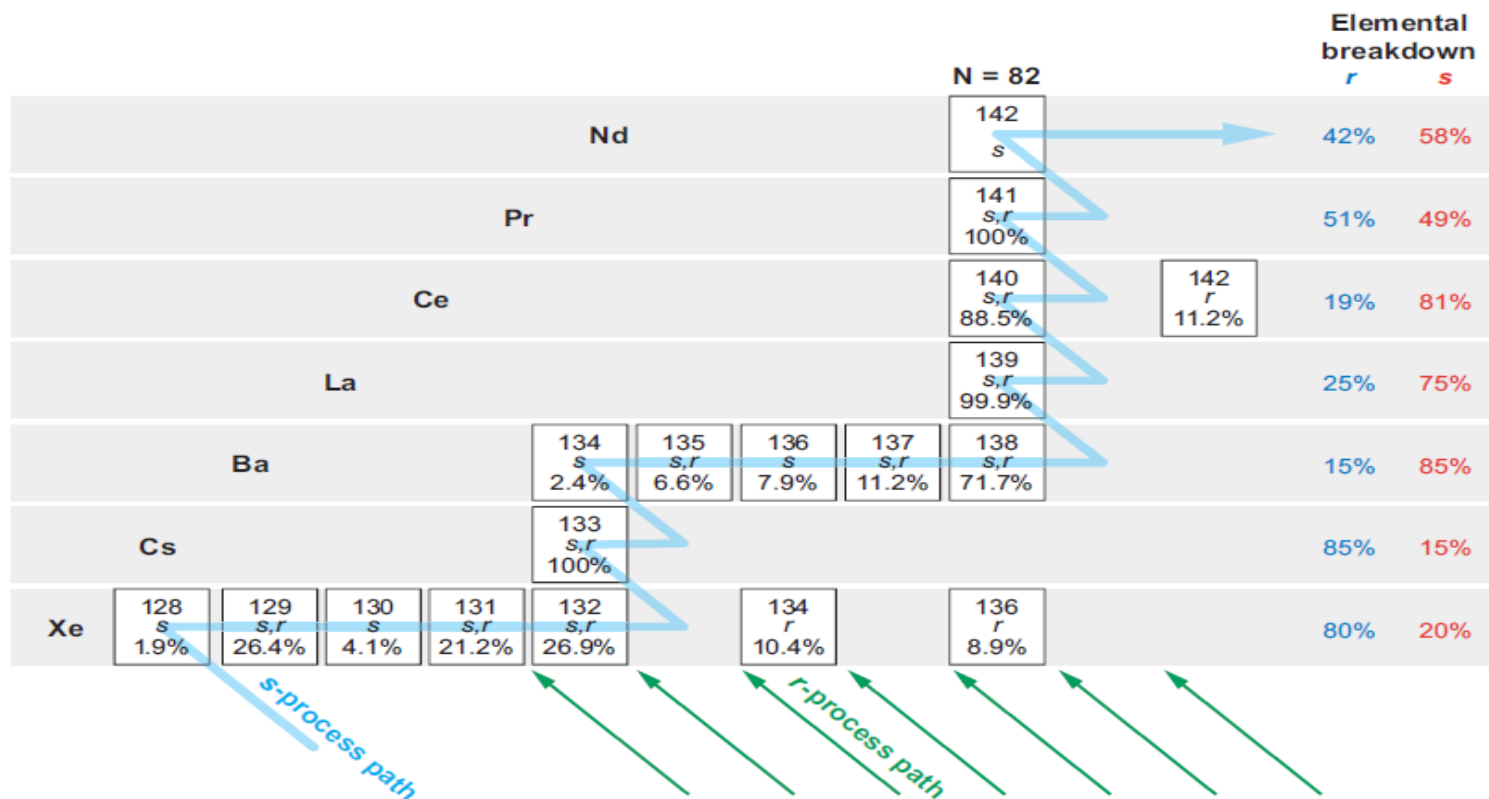 Elemental
breakdown
N = 82
r s
142
Nd 42% 58%
s
141
Pr s,r 51% 49%
100%
140 142
Ce s,r r 19% 81%
88.5% 11.2%
139
La s,r 25% 75%
99.9%
134 135 136 137 138
Ba s s,r s s,r s,r 15% 85%
2.4% 6.6% 7.9% 11.2% 71.7%
133
Cs s,r 85% 15%
100%
128 129 130 131 132 134 136
Xe s s,r s s,r s,r r r 80% 20%
1.9% 26.4% 4.1% 21.2% 26.9% 10.4% 8.9%
s-process path
r-process path